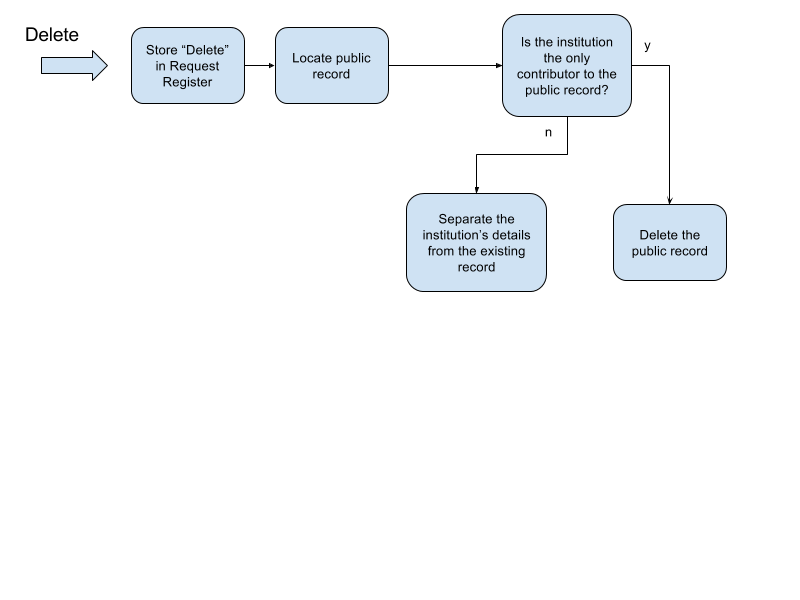 Delete
Store “Delete”
in Request
Register
Locate public
record
Is the institution
the only
contributor to the
public record?
y
n
Separate the
institution’s details
from the existing
record
Delete the
public record